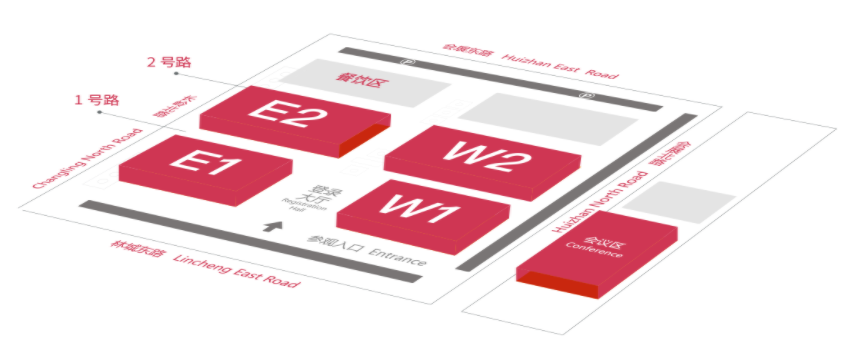 会展东路 Huizhan East Road
P
P
2 号路
餐饮区
1 号路
E2
W2
Changling North Road
E1
登录
大厅
Registration
Hall
W1
Huizhan North Road
会议区
Conference
参观入口 Entrance
林城东路 Lincheng East Road